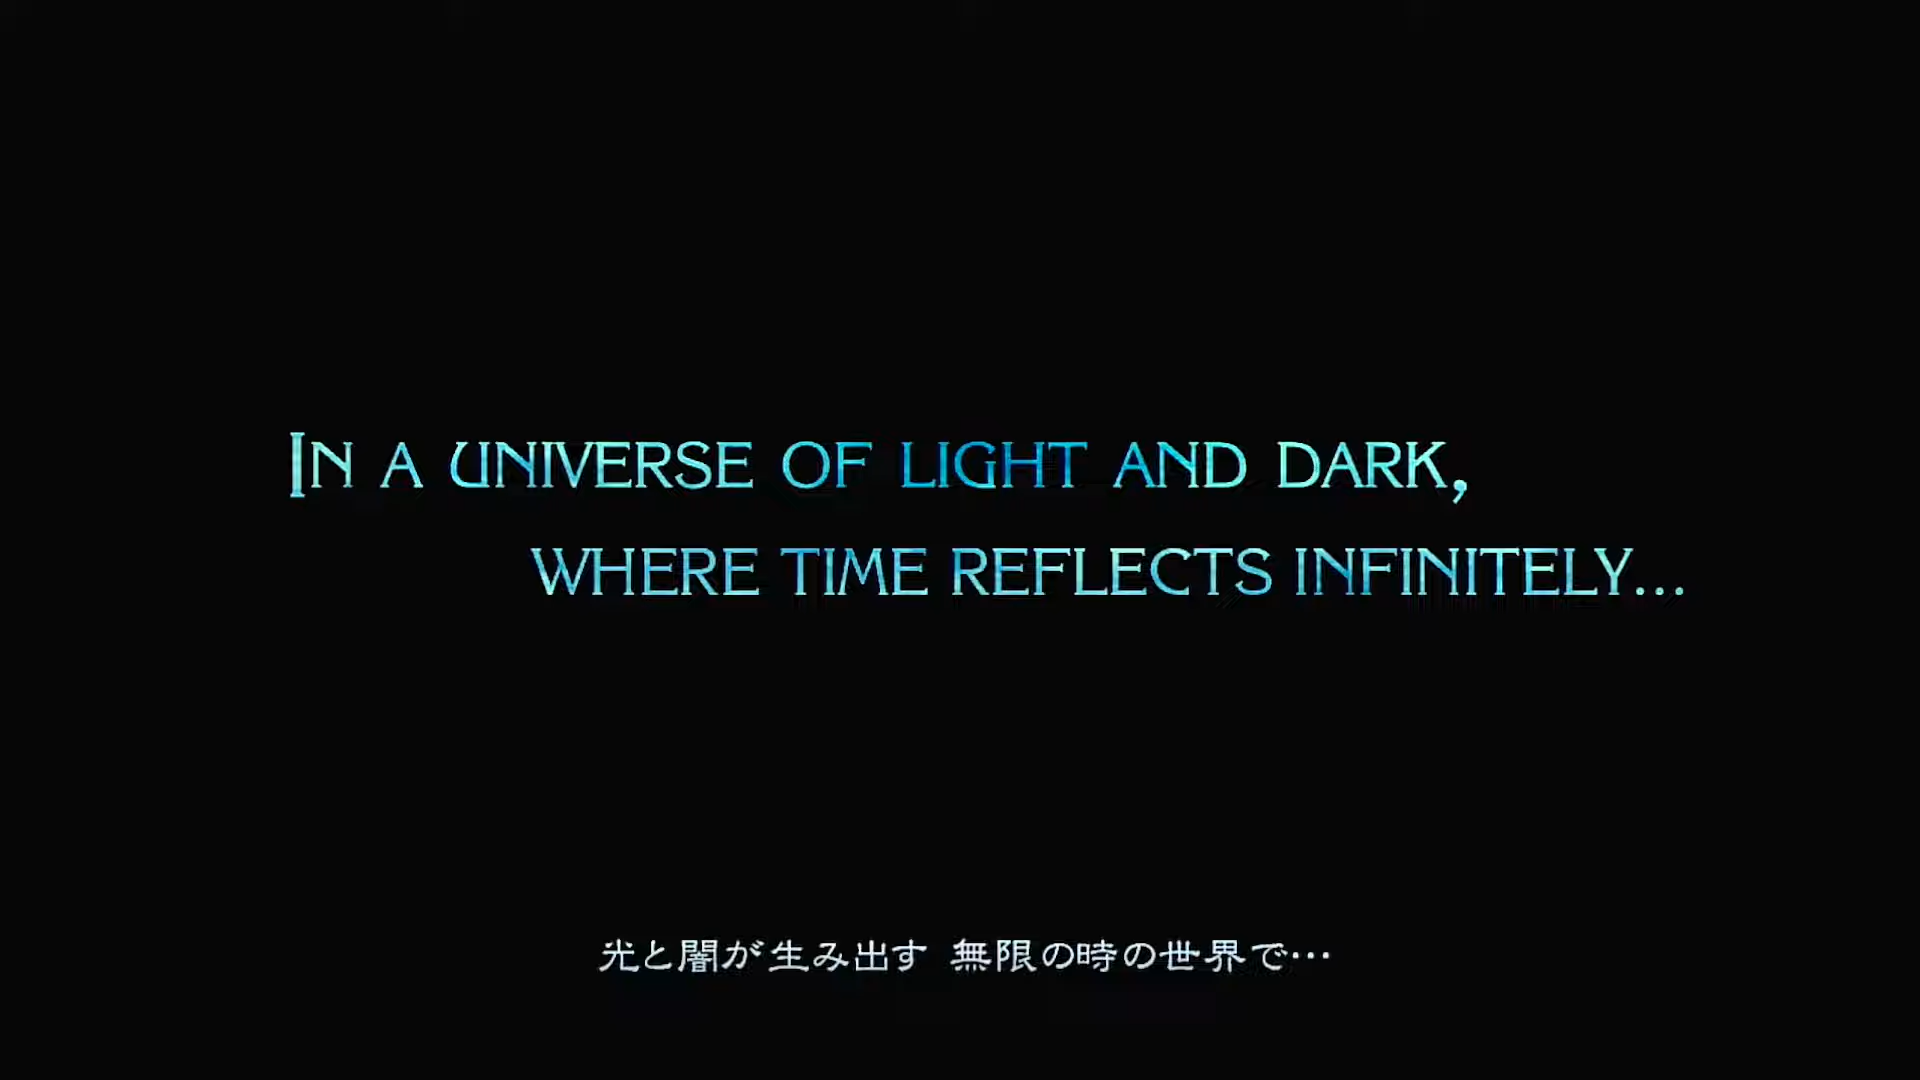 IN A UNIVERSE OF LIGHT AND DARK,
WHERE TIME REFLECTS INFINITELY...
光と闇が生み出す 無限の時の世界で…